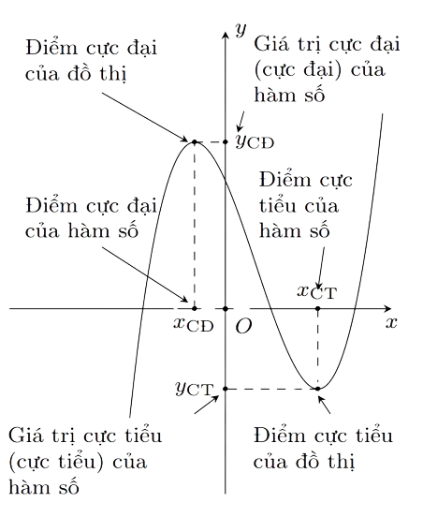 y
Điểm cực đại
của đồ thị
Giá trị cực đại
(cực đại) của
hàm số
yCĐ
Điểm cực
tiểu của
hàm số
Điểm cực đại
của hàm số
xCT
xCĐ
O
x
yCT
Giá trị cực tiểu
(cực tiểu) của
hàm số
Điểm cực tiểu
của đồ thị